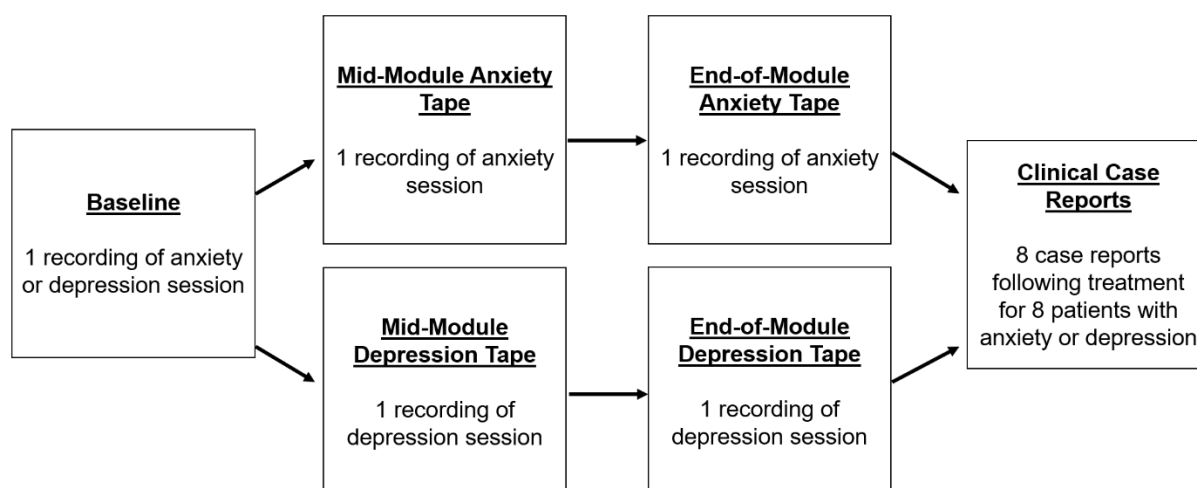 Baseline
1 recording of anxiety
or depression session
Mid-Module Anxiety
Tape
1 recording of anxiety
session
End-of-Module
Anxiety Tape
1 recording of anxiety
session
Mid-Module
Depression Tape
1 recording of
depression session
End-of-Module
Depression Tape
1 recording of
depression session
Clinical Case
Reports
8 case reports
following treatment
for 8 patients with
anxiety or depression